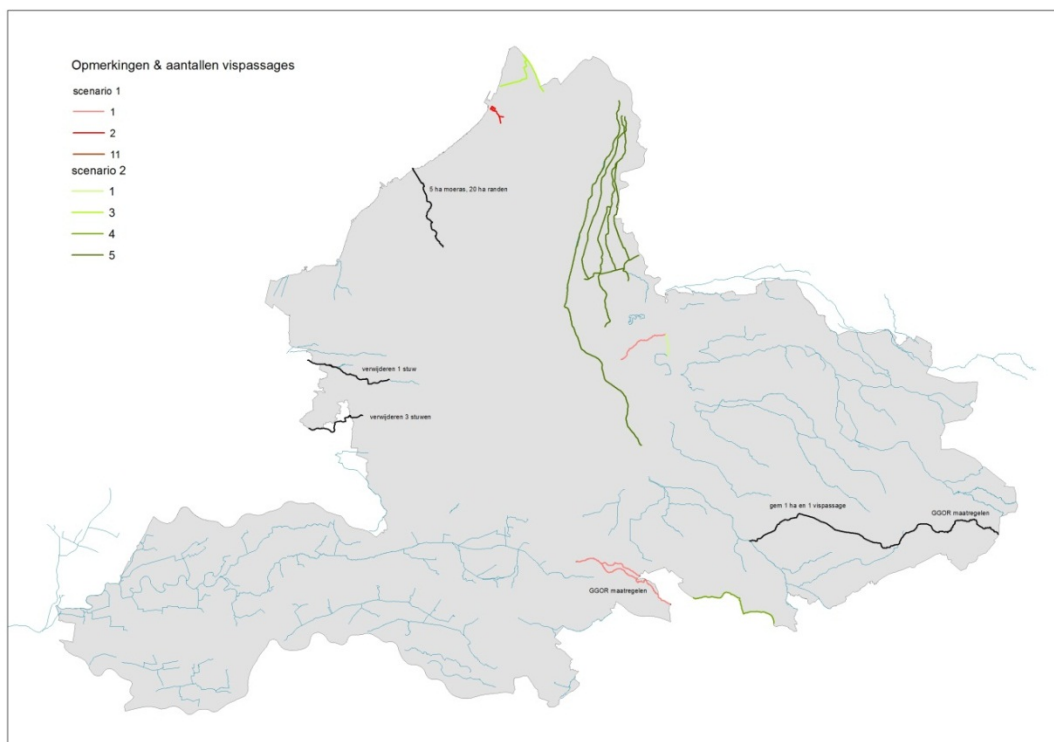 Opmerkingen & aantallen vispassages
scenario 1
1
2
11
scenario 2
1
3
4
5
5 ha moeras, 20 ha randen
verwijderen 1 stuw
verwijderen 3 stuwen
gem 1 ha en 1 vispassage
GGOR maatregelen
GGOR maatregelen